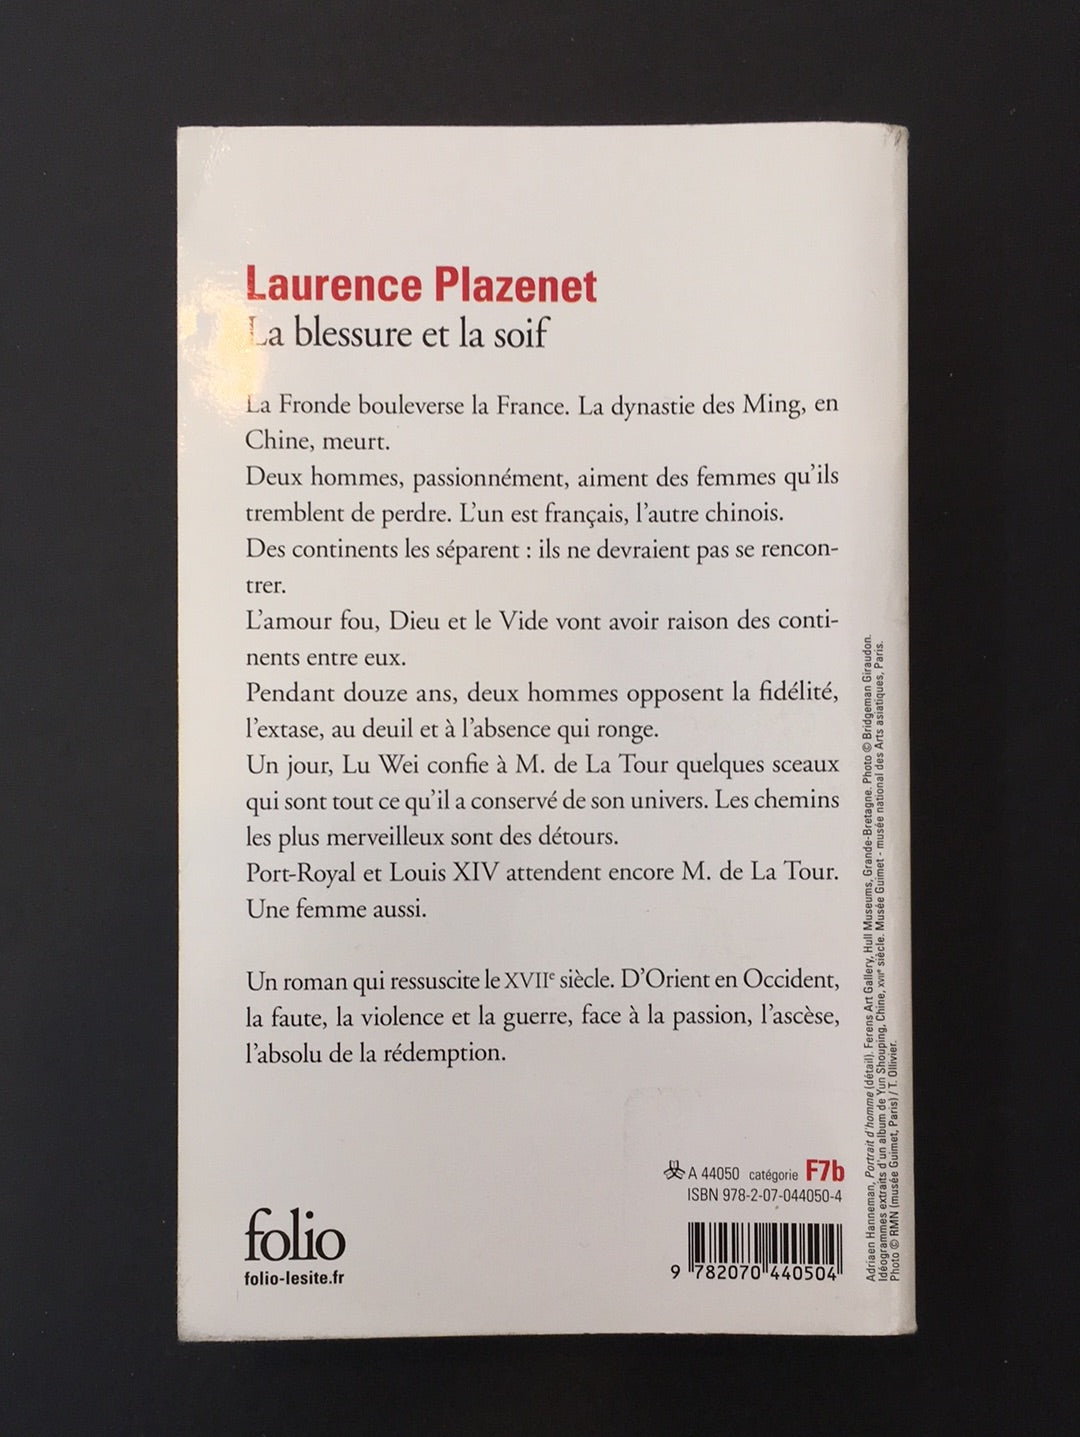 Laurence Plazenet
La blessure et la soif
La Fronde bouleverse la France. La dynastie des Ming, en
Chine, meurt.
Deux hommes, passionnément, aiment des femmes qu'ils
tremblent de perdre. L'un est français, l'autre chinois.
Des continents les séparent : ils ne devraient pas se rencon-
trer.
L'amour fou, Dieu et le Vide vont avoir raison des conti-
nents entre eux.
Pendant douze ans, deux hommes opposent la fidélité,
l'extase, au deuil et à l'absence qui ronge.
Un jour, Lu Wei confie à M. de La Tour quelques sceaux
qui sont tout ce qu'il a conservé de son univers. Les chemins
les plus merveilleux sont des détours.
Port-Royal et Louis XIV attendent encore M. de La Tour.
Une femme aussi.
Un roman qui ressuscite le XVIIe siècle. D'Orient en Occident,
la faute, la violence et la guerre, face à la passion, l'ascèse,
l'absolu de la rédemption.
A 44050 catégorie F7b
ISBN 978-2-07-044050-4
9 782070 440504
folio
folio-lesite.fr
Adriaen Hanneman, Portrait d'homme (détail). Ferens Art Gallery, Hull Museums, Grande-Bretagne. Photo © Bridgeman Giraudon.
Idéogrammes extraits d'un album de Yun Shouping, Chine, XVIIe siècle. Musée Guimet - musée national des Arts asiatiques, Paris.
Photo © RMN (musée Guimet, Paris) / T. Ollivier.